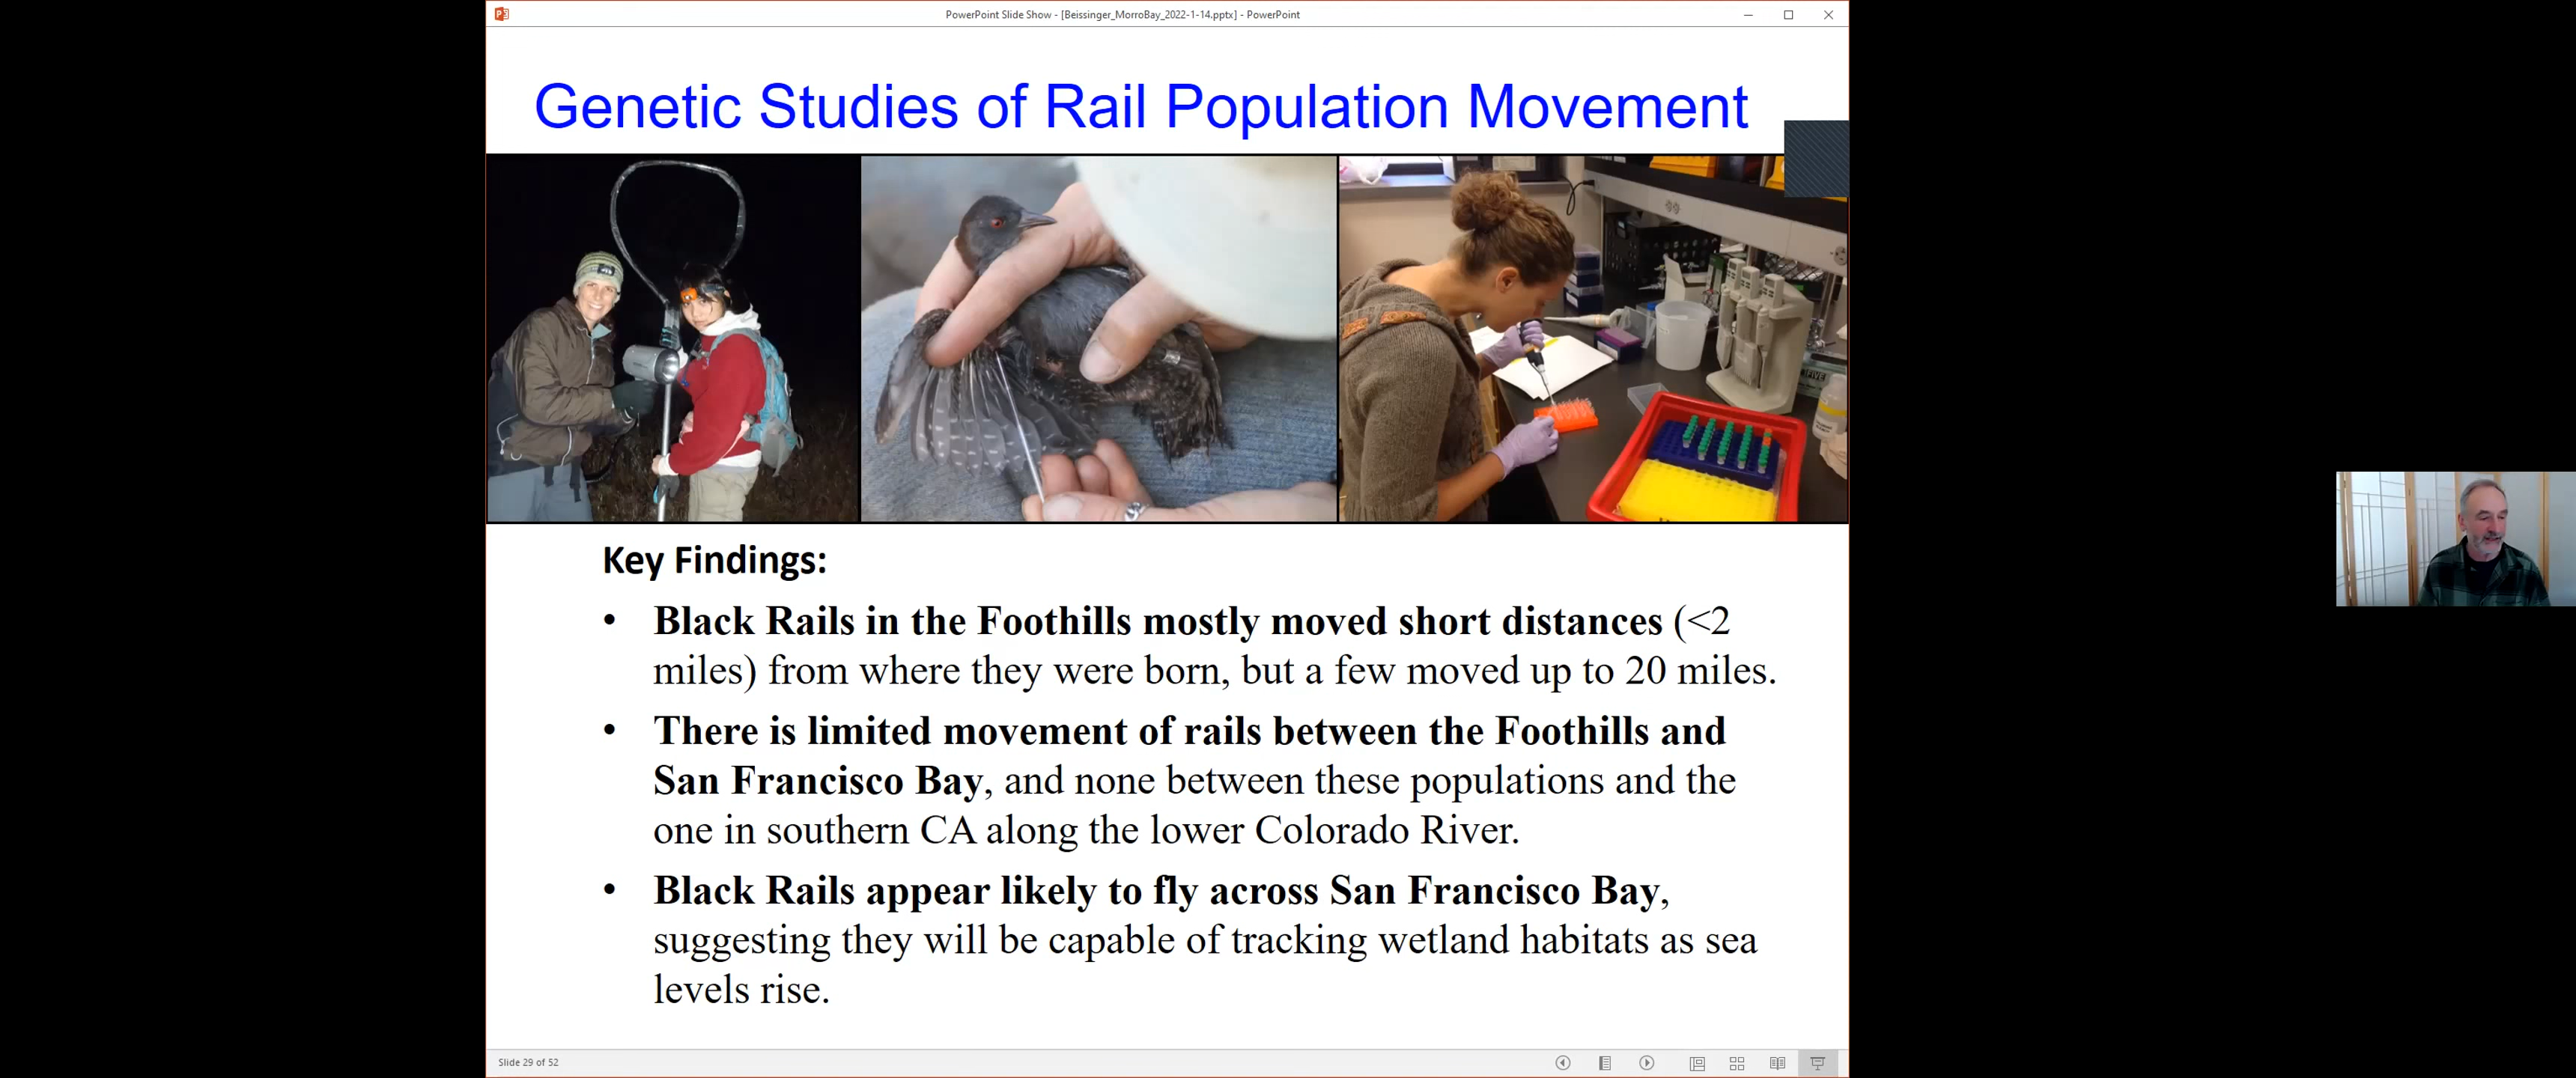 PowerPoint Slide Show - [Beissinger_MorroBay_2022-1-14.pptx] - PowerPoint
Genetic Studies of Rail Population Movement
Key Findings:
• Black Rails in the Foothills mostly moved short distances (<2
miles) from where they were born, but a few moved up to 20 miles.
• There is limited movement of rails between the Foothills and
San Francisco Bay, and none between these populations and the
one in southern CA along the lower Colorado River.
• Black Rails appear likely to fly across San Francisco Bay,
suggesting they will be capable of tracking wetland habitats as sea
levels rise.
Slide 29 of 52